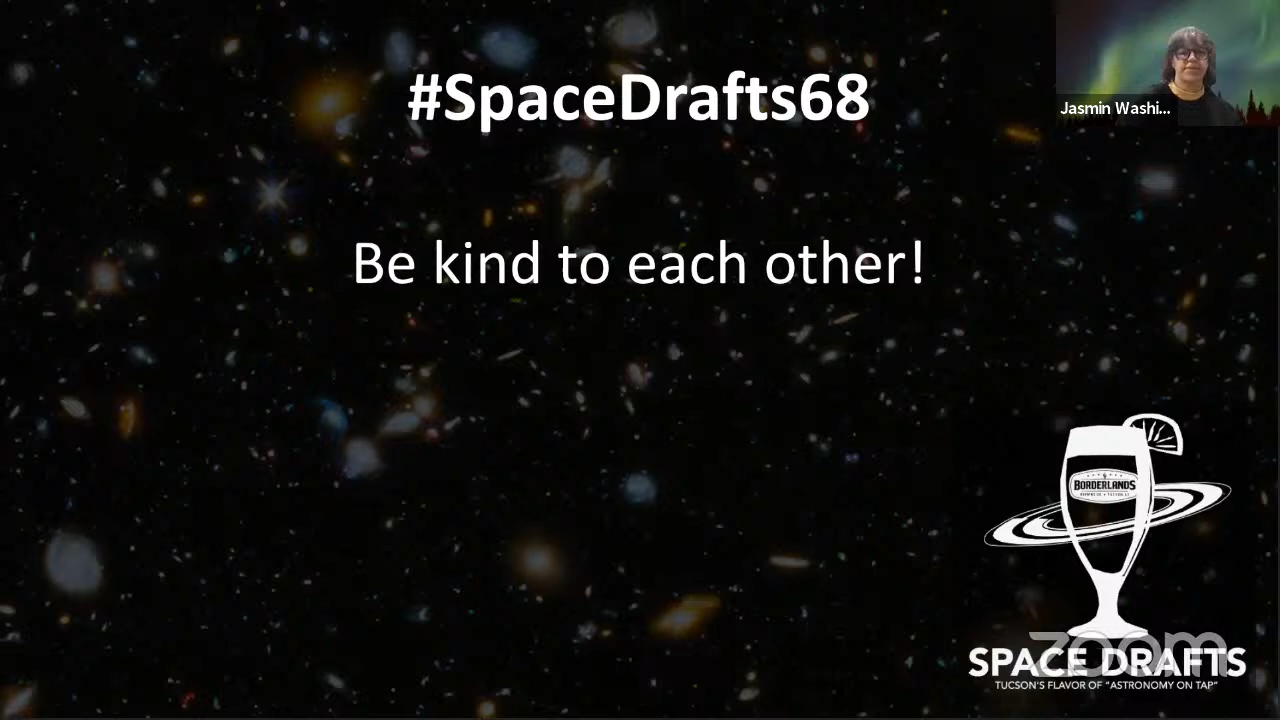 #SpaceDrafts68
Jasmin Washi...
Be kind to each other!
BORDERLANDS
zoom
SPACE DRAFTS
TUCSON'S FLAVOR OF "ASTRONOMY ON TAP"